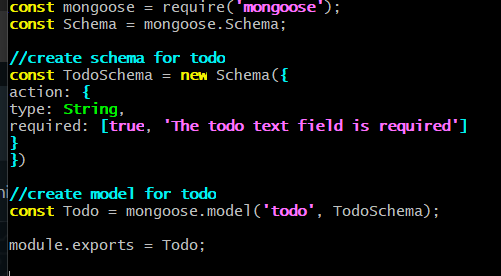 const mongoose = require('mongoose');
const Schema = mongoose.Schema;
//create schema for todo
const TodoSchema = new Schema({
action: {
type: String,
required: [true, 'The todo text field is required']
}
})
//create model for todo
const Todo = mongoose.model('todo', TodoSchema);
module.exports = Todo;